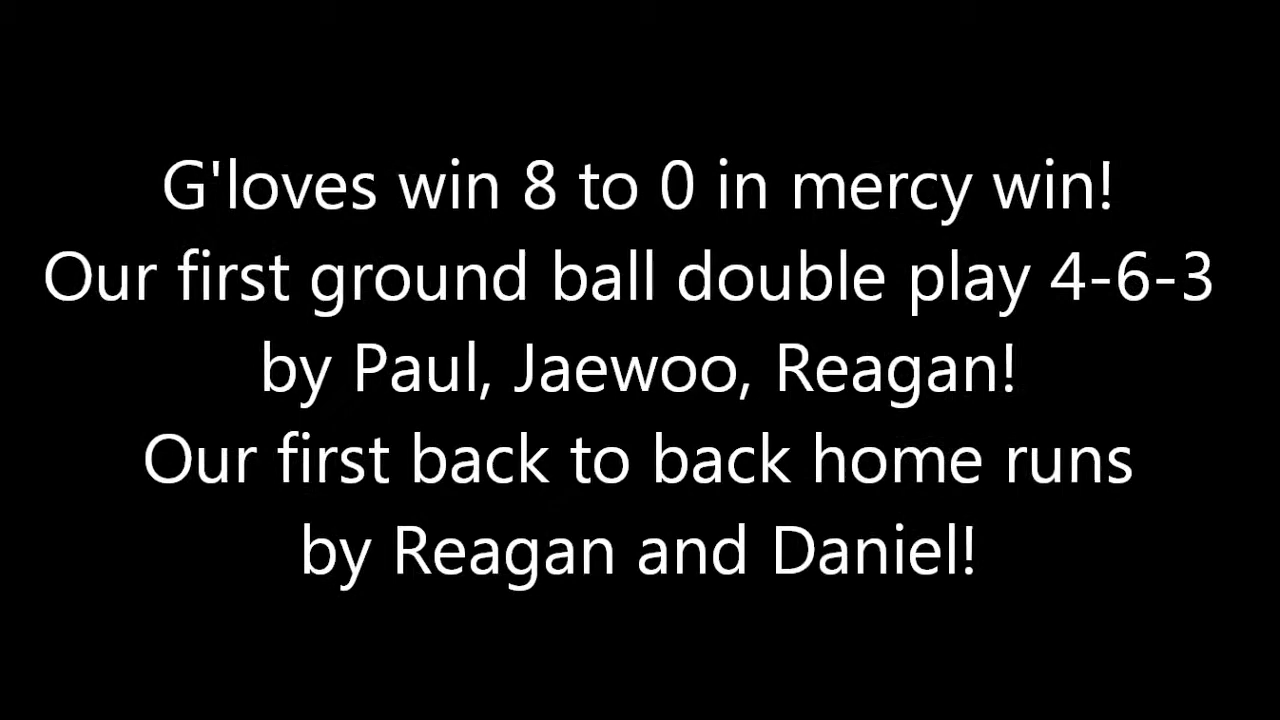 G'loves win 8 to 0 in mercy win!
Our first ground ball double play 4-6-3
by Paul, Jaewoo, Reagan!
Our first back to back home runs
by Reagan and Daniel!